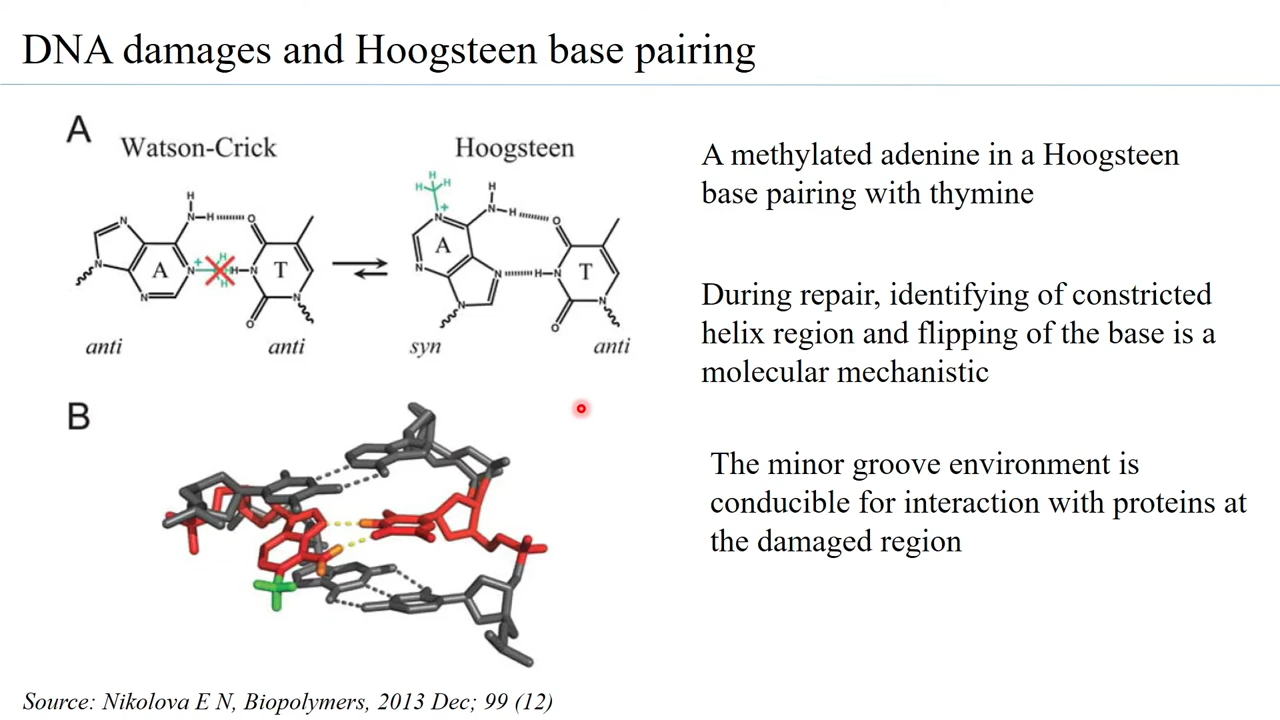 DNA damages and Hoogsteen base pairing
A
Watson-Crick
Hoogsteen
H
N
H
O
N
N
A
N
+
H
H
H
H
N
T
N
N
O
anti
anti
H
H
H
N
+
H
N
H
O
A
N
N
H
N
T
N
N
O
syn
anti
A methylated adenine in a Hoogsteen
base pairing with thymine
During repair, identifying of constricted
helix region and flipping of the base is a
molecular mechanistic
B
The minor groove environment is
conducible for interaction with proteins at
the damaged region
Source: Nikolova E N, Biopolymers, 2013 Dec; 99 (12)